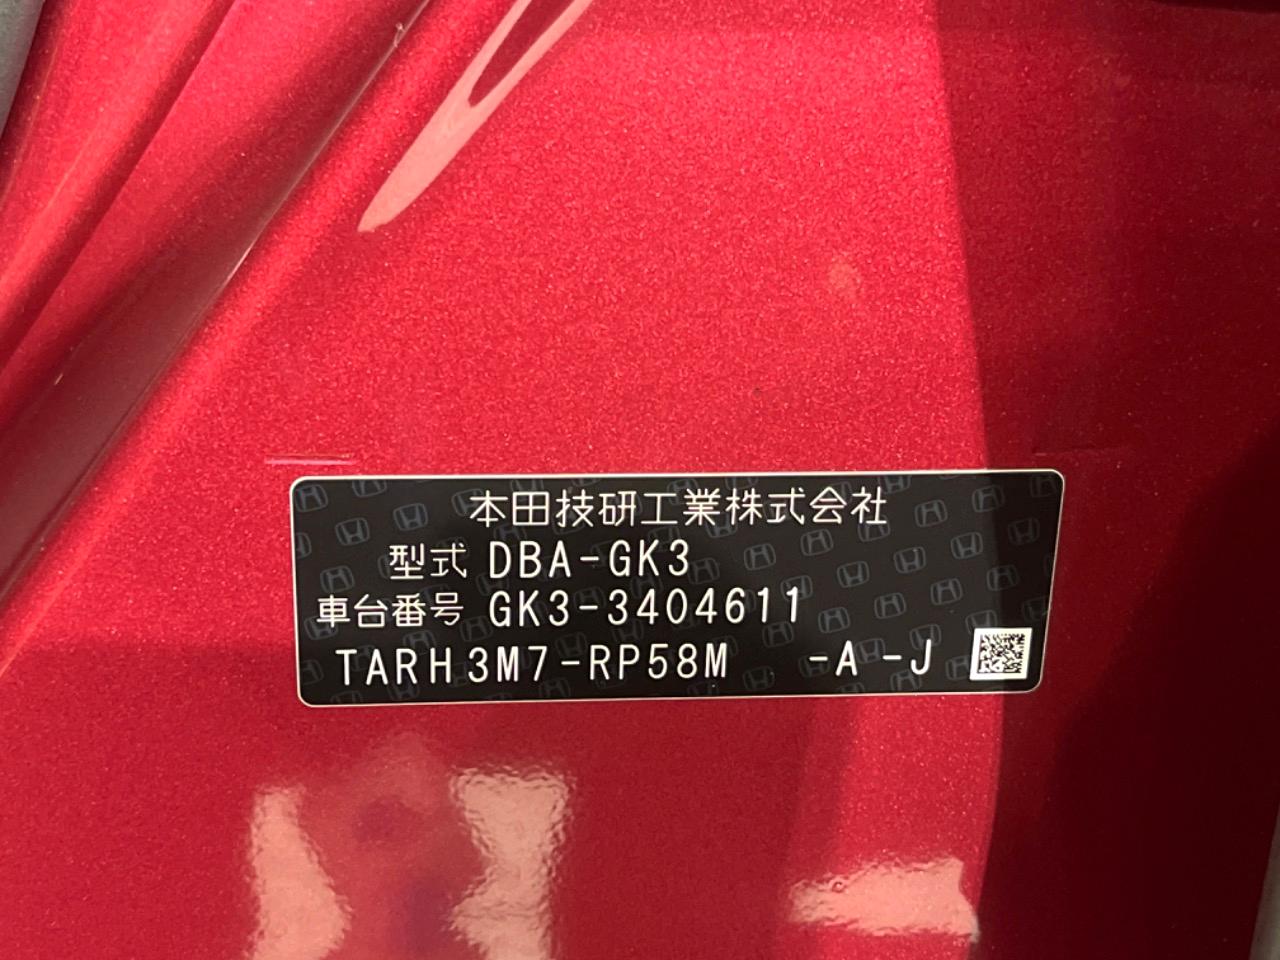 本田技研工業株式会社
型式 DBA-GK3
車台番号 GK3-3404611
TARH3M7-RP58M -A -J